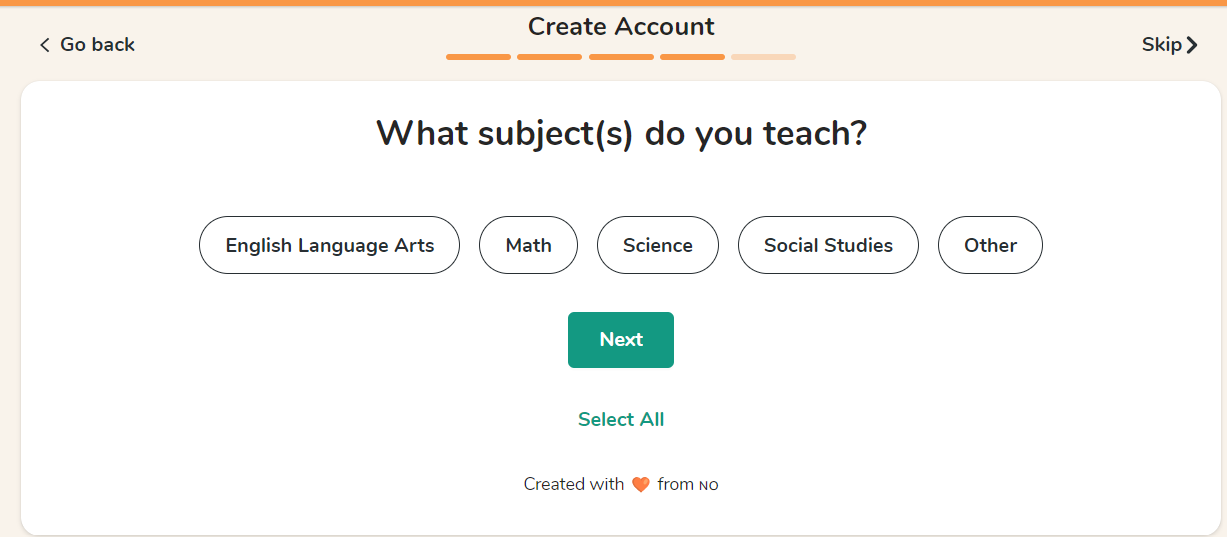 Create Account
Go back
Skip
What subject(s) do you teach?
English Language Arts Math Science Social Studies Other
Next
Select All
Created with 🧡 from NO